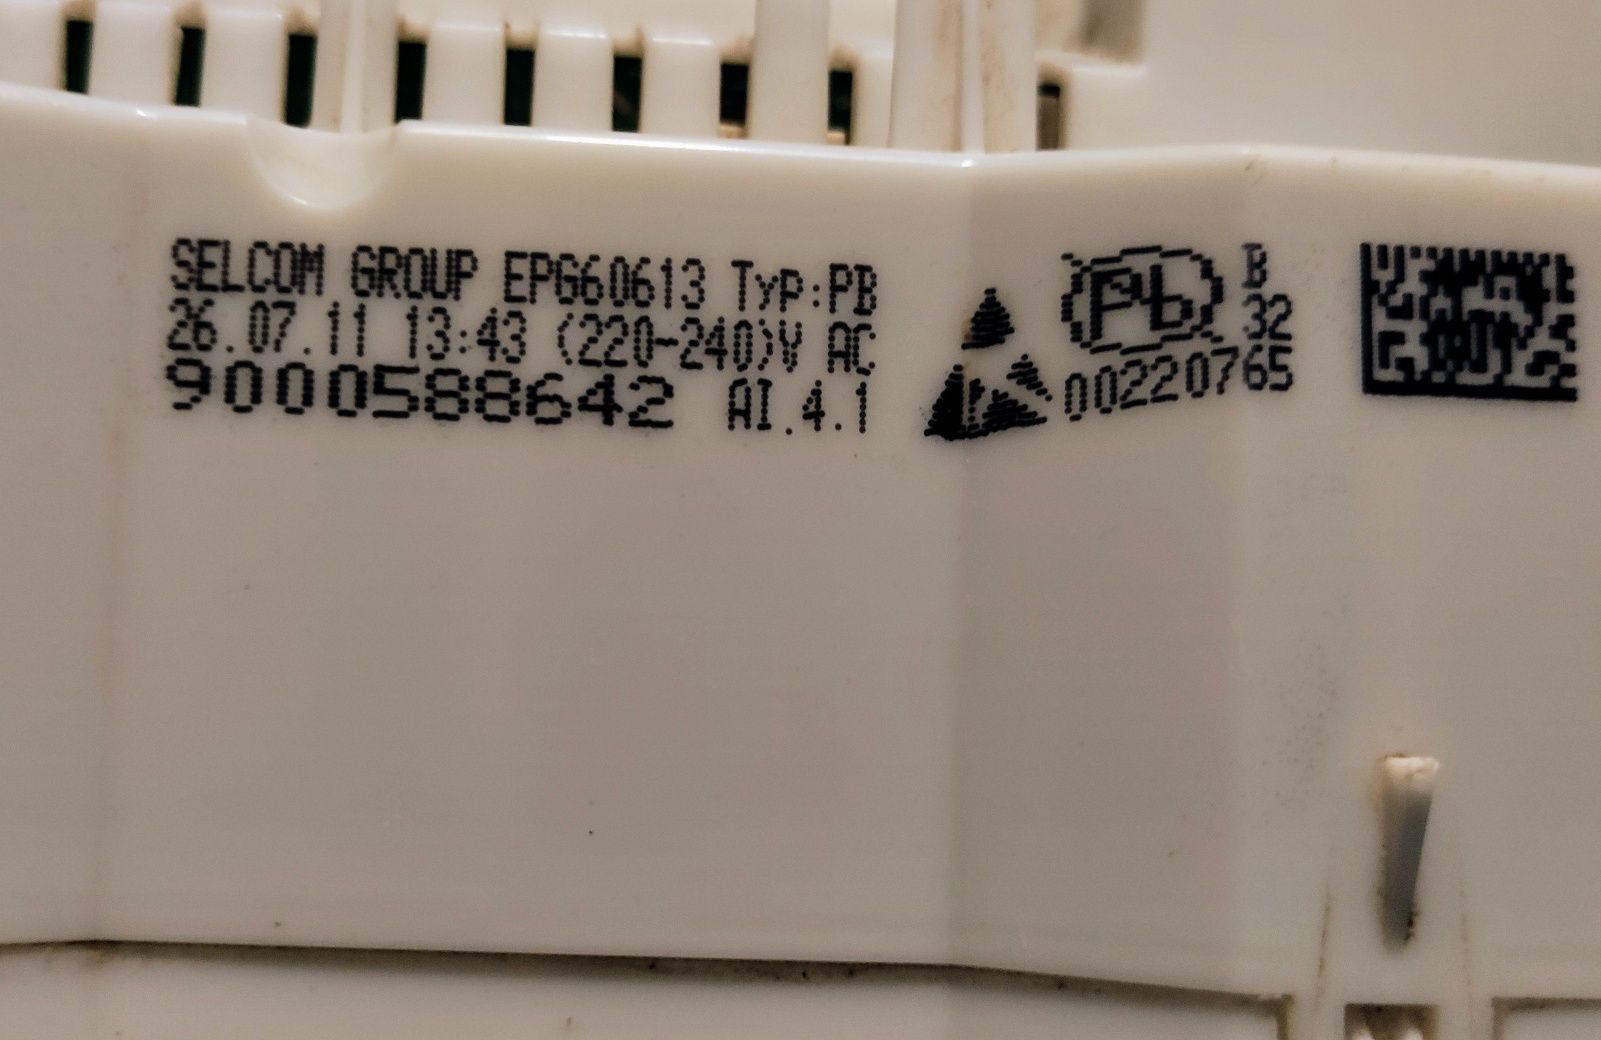 SELCOM GROUP EPG60613 Typ:PB
26.07.11 13:43 (220-240)V AC
9000588642 AI.4.1
Pb B
32
00220765